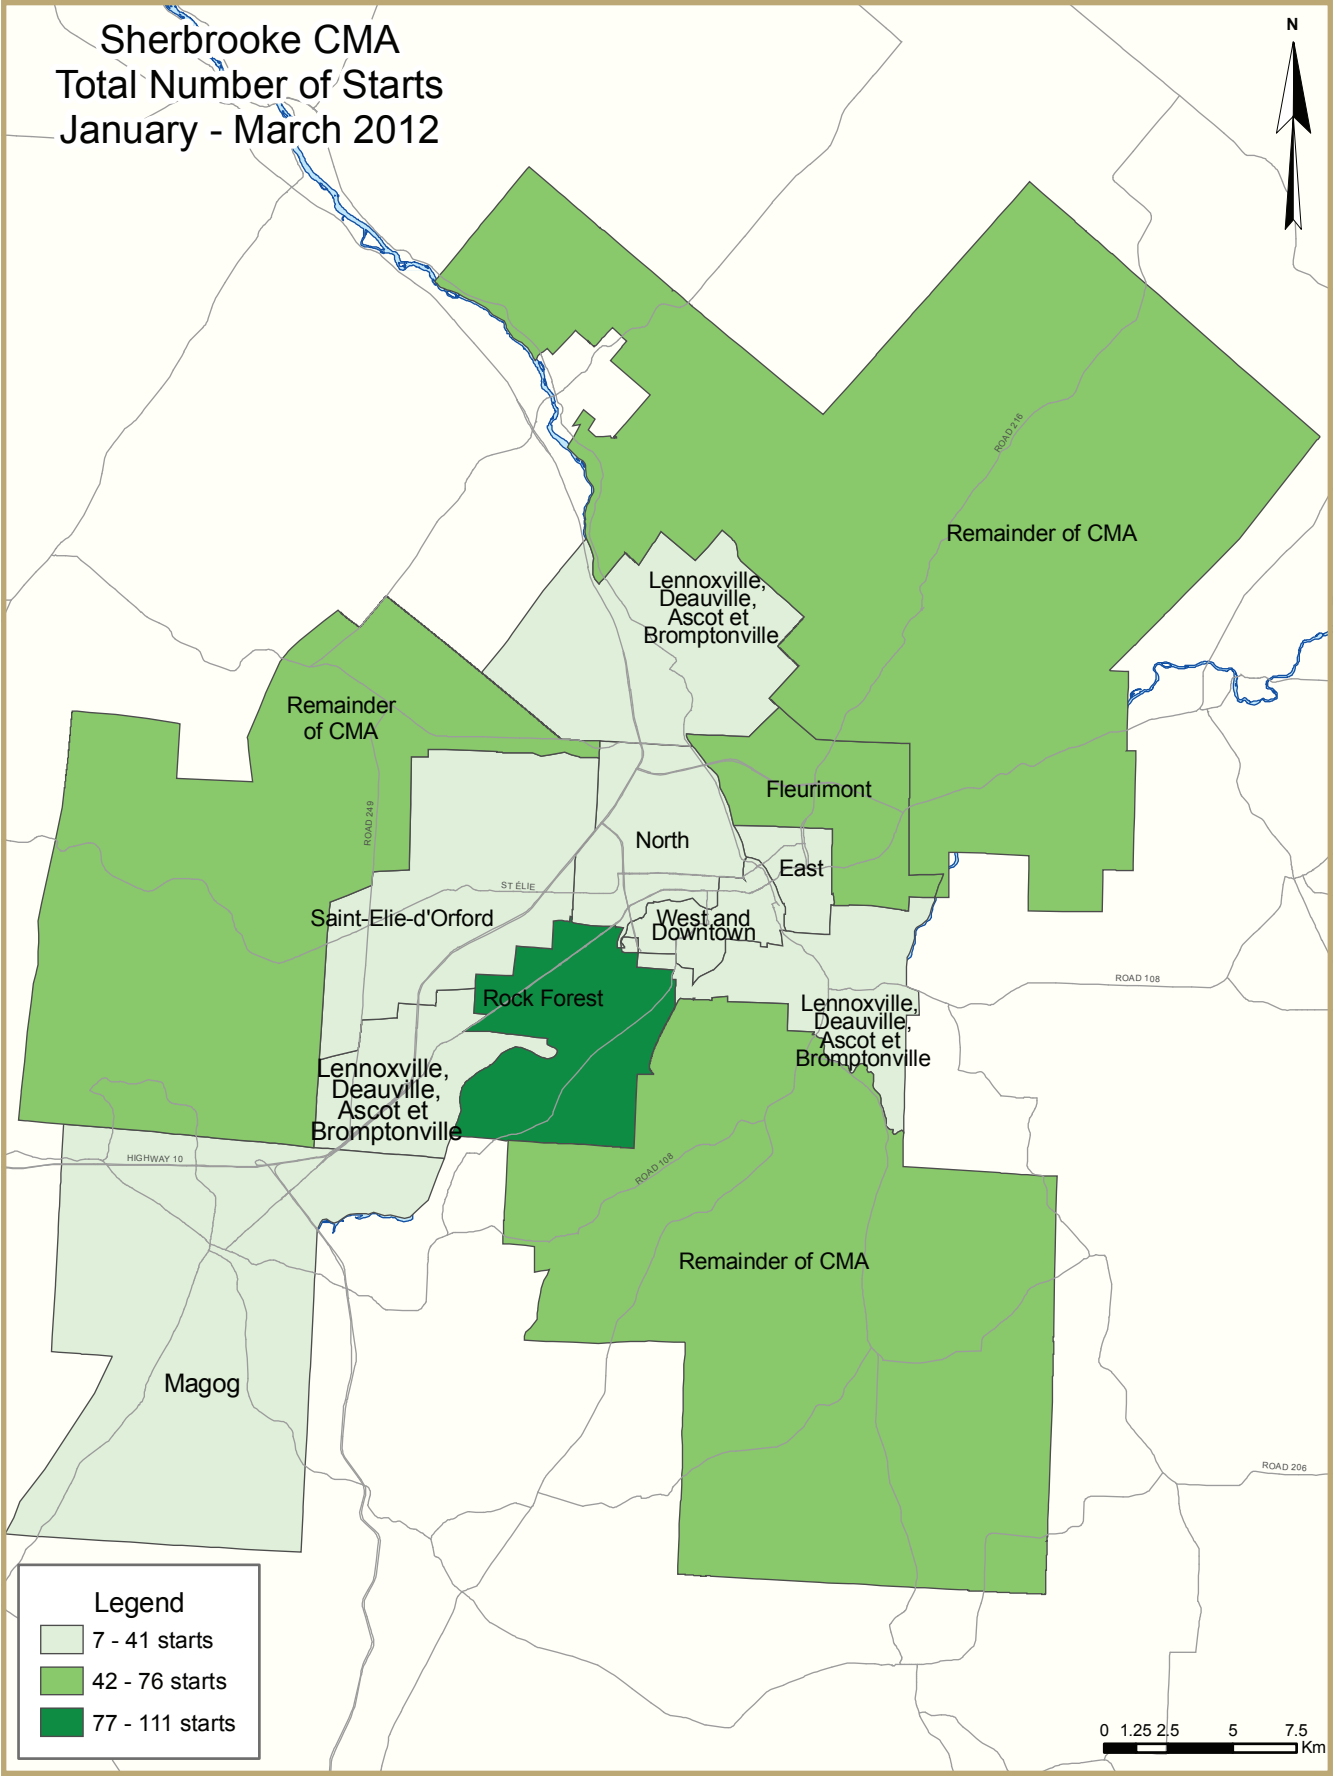 Sherbrooke CMA
Total Number of Starts
January - March 2012
N
ROAD 216
Remainder of CMA
Lennoxville,
Deauville,
Ascot et
Bromptonville
Remainder
of CMA
Fleurimont
ROAD 249
North
East
ST ÉLIE
Saint-Elie-d'Orford
West and
Downtown
ROAD 108
Rock Forest
Lennoxville,
Deauville,
Ascot et
Bromptonville
Lennoxville,
Deauville,
Ascot et
Bromptonville
HIGHWAY 10
ROAD 108
Remainder of CMA
Magog
ROAD 206
Legend
7 - 41 starts
42 - 76 starts
77 - 111 starts
0 1.25 2.5 5 7.5
Km